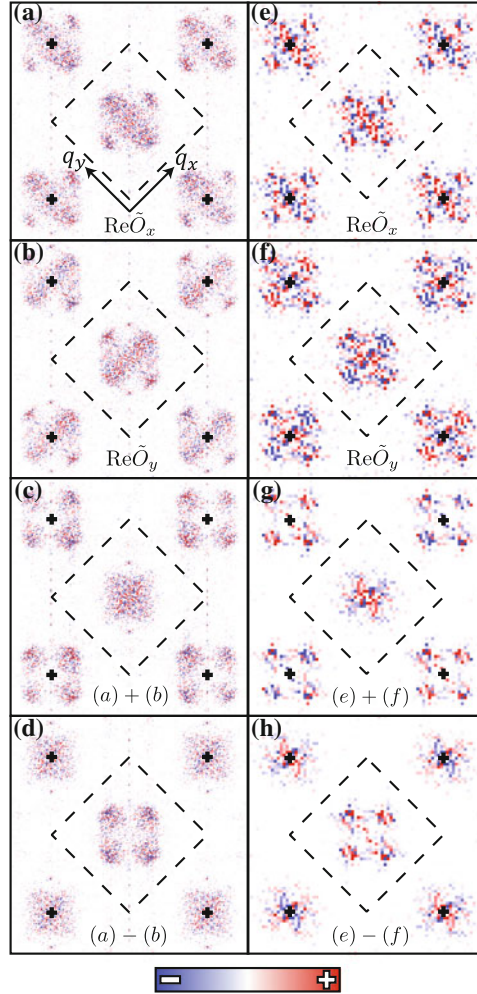 (a)
(e)
q_y
q_x
ReÕ_x
ReÕ_x
(b)
(f)
ReÕ_y
ReÕ_y
(c)
(g)
(a) + (b)
(e) + (f)
(d)
(h)
(a) − (b)
(e) − (f)
− +